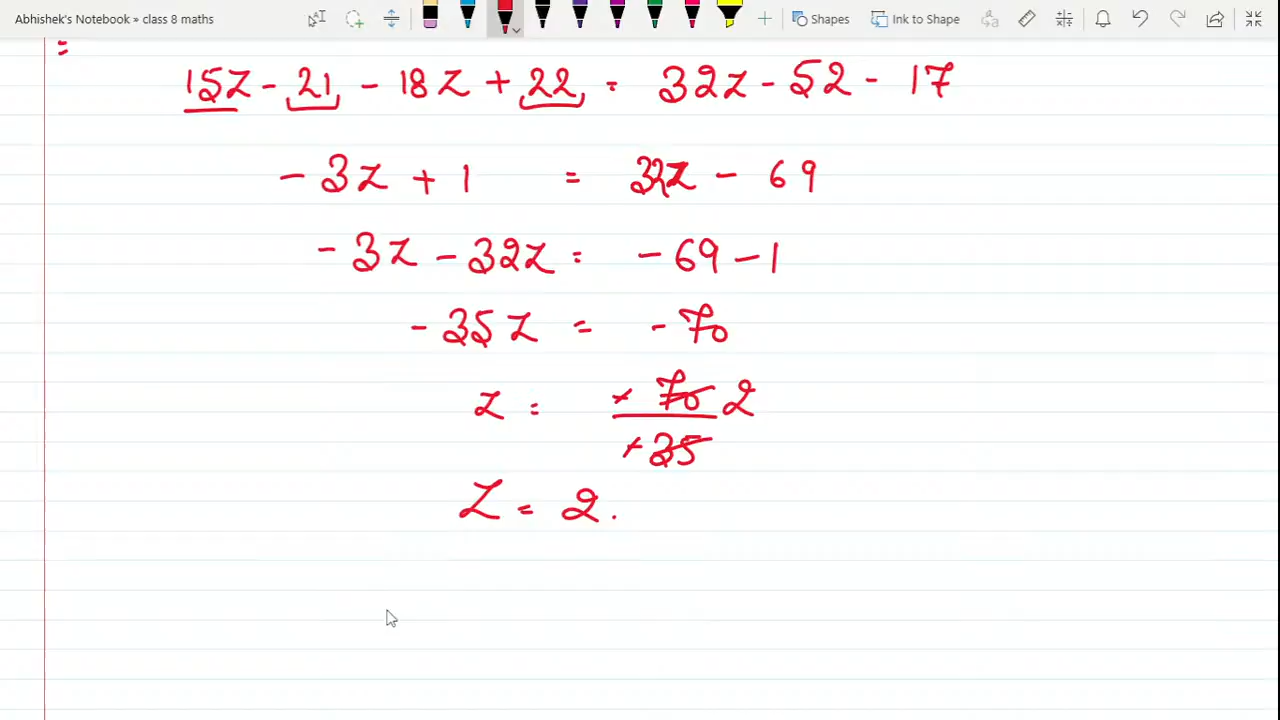 Abhishek's Notebook » class 8 maths
Shapes
Ink to Shape
=
15z - 21 - 18z + 22 = 32z - 52 - 17
- 3z + 1 = 32z - 69
- 3z - 32z = - 69 - 1
- 35z = - 70
z = + 70 2
+ 35
z = 2.